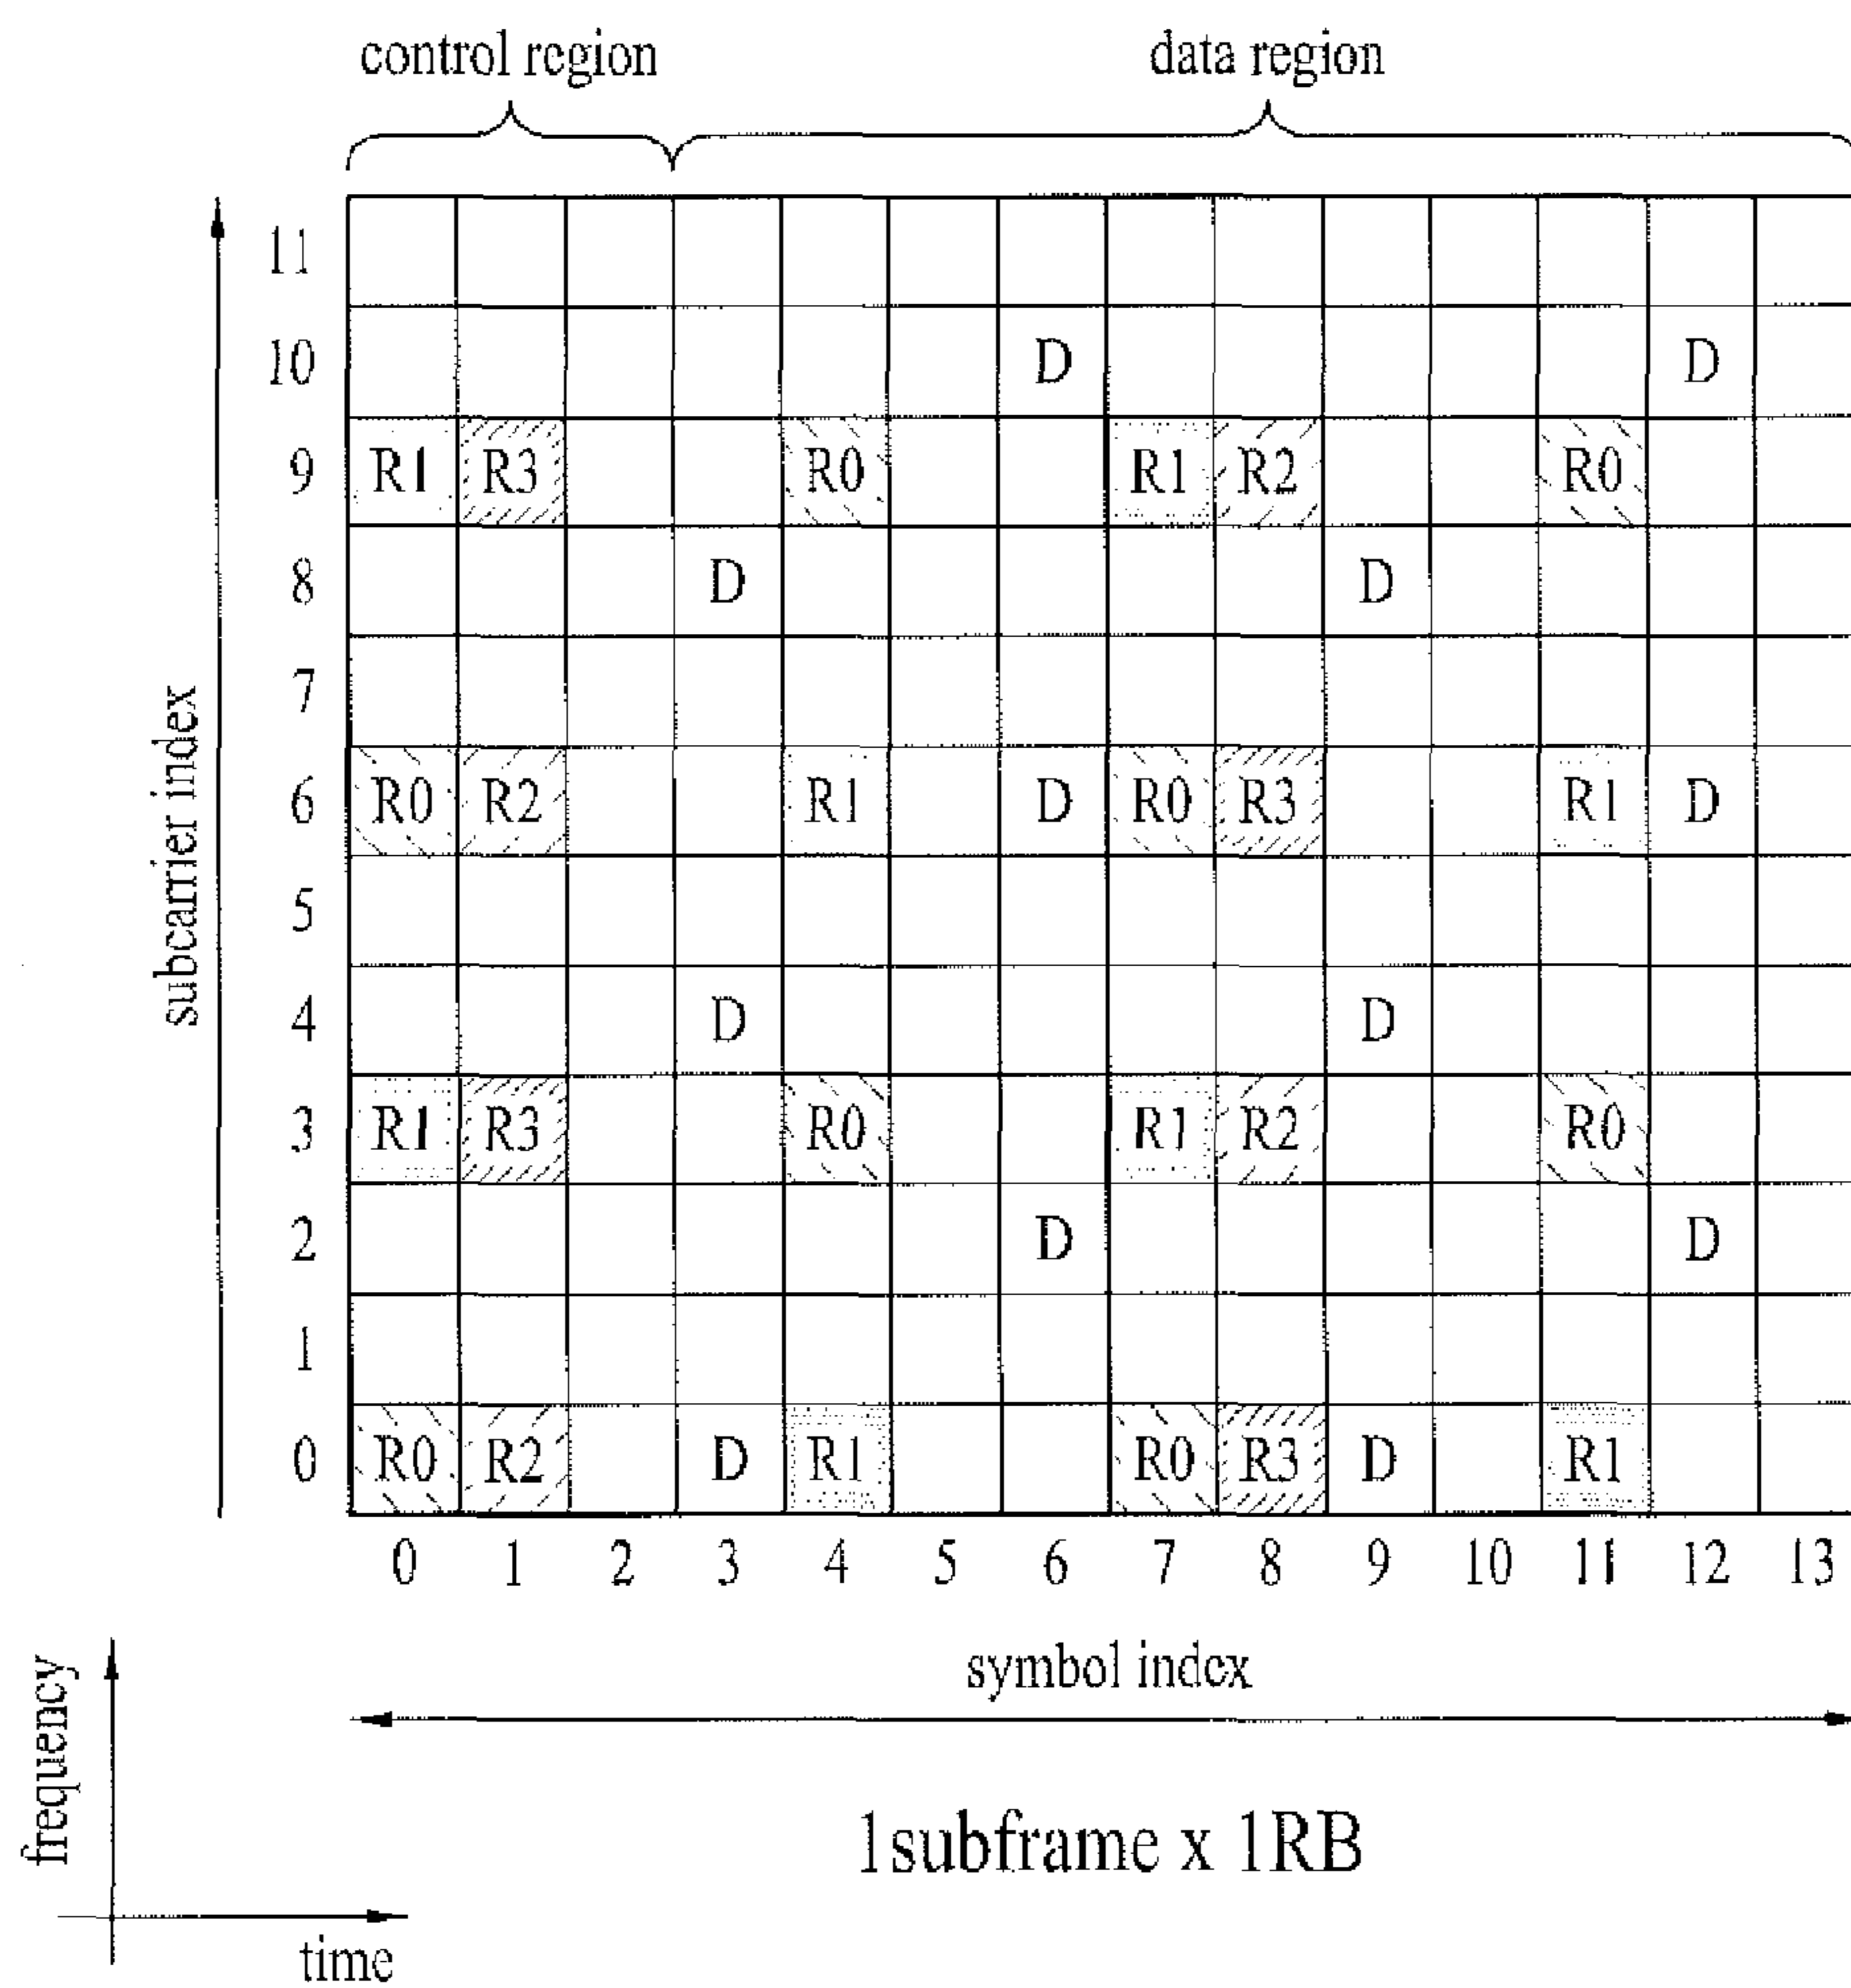 control region data region
11
10 D D
9 R1 R3 R0 R1 R2 R0
8 D D
7
6 R0 R2 R1 D R0 R3 R1 D
5
4 D D
3 R1 R3 R0 R1 R2 R0
2 D D
1
0 R0 R2 D R1 R0 R3 D R1
0 1 2 3 4 5 6 7 8 9 10 11 12 13
subcarrier index
symbol index
frequency
time
1subframe x 1RB